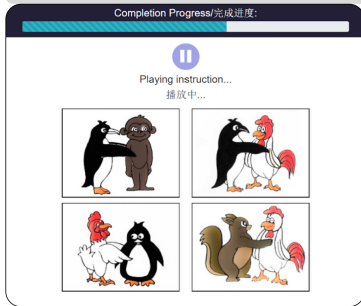 Completion Progress/完成进度:
Playing instruction...
播放中...